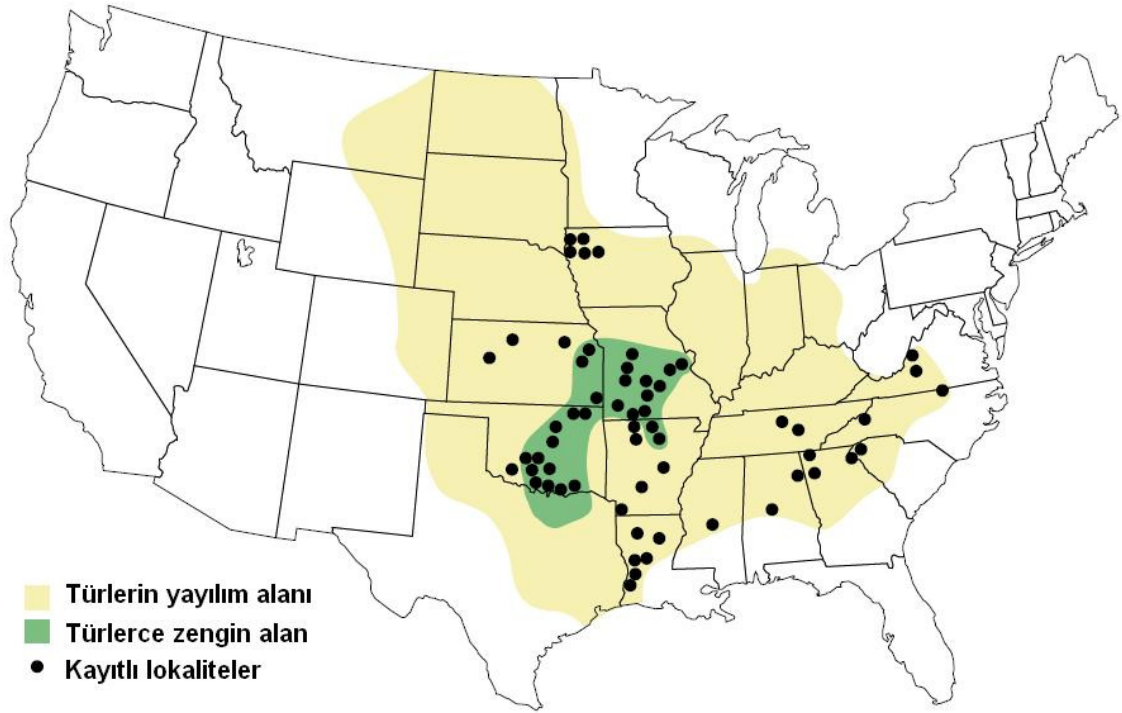 Türlerin yayılım alanı
Türlerce zengin alan
Kayıtlı lokaliteler